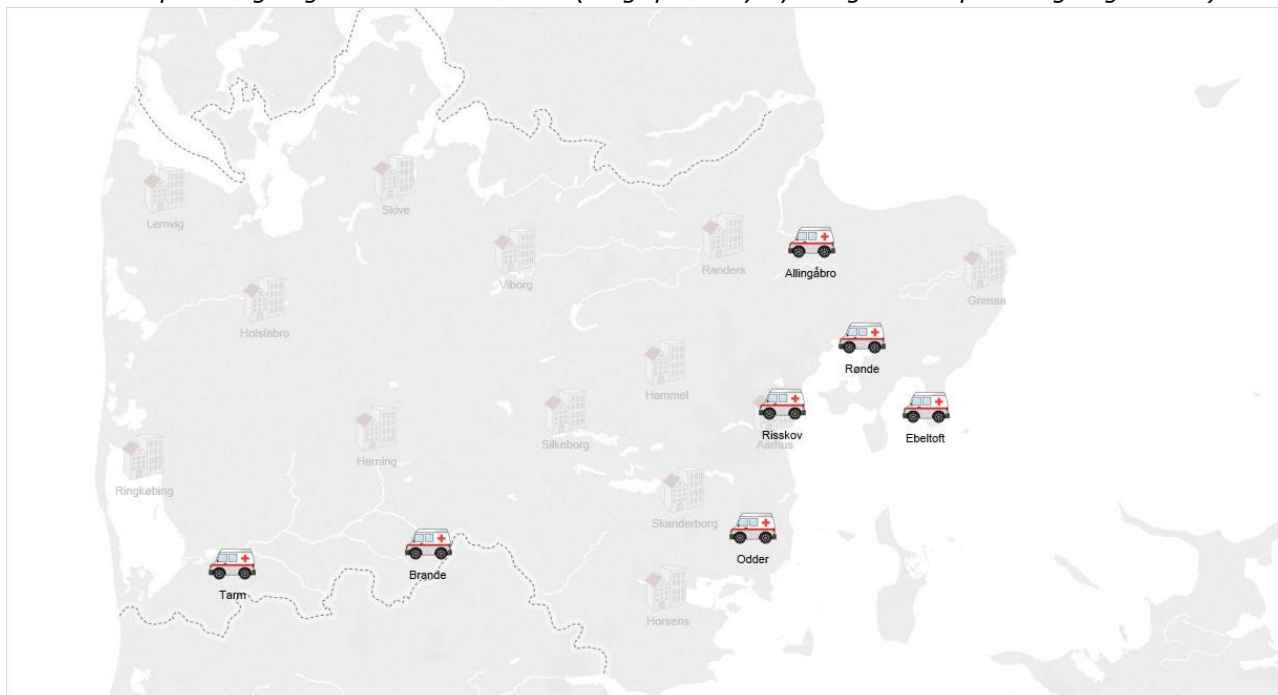 Lemvig
Skive
Viborg
Randers
Allingåbro
Grenaa
Holstebro
Rønde
Hammel
Risskov
Aarhus
Ebeltoft
Silkeborg
Herning
Ringkøbing
Skanderborg
Odder
Brande
Tarm
Horsens